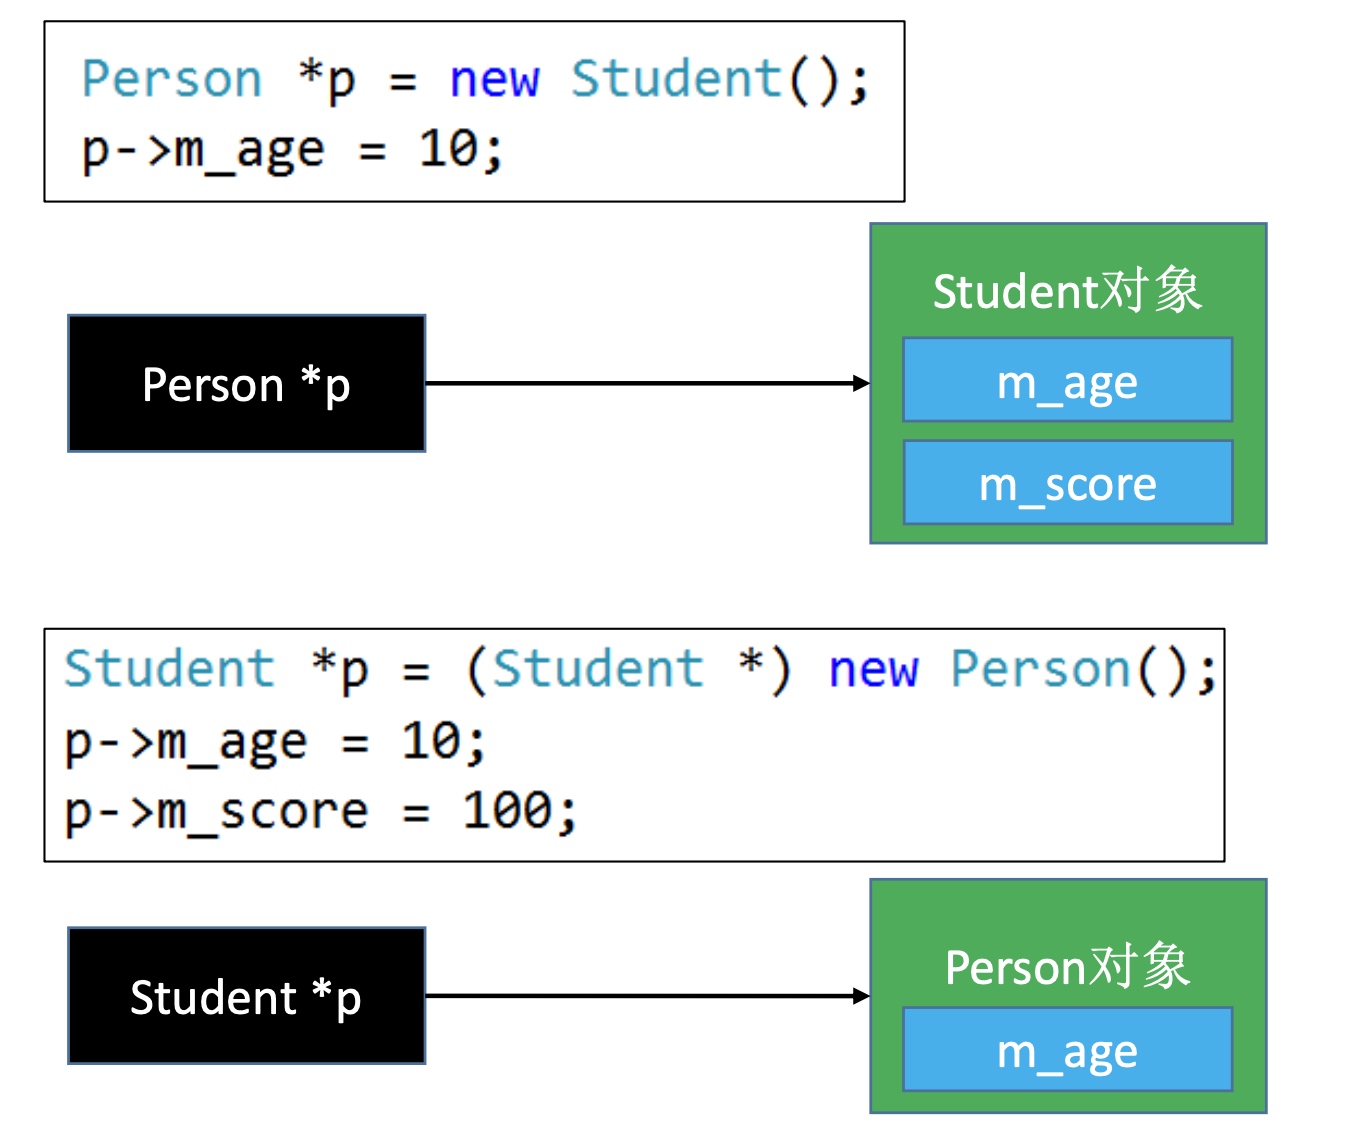 Person *p = new Student();
p->m_age = 10;
Person *p
Student对象
m_age
m_score
Student *p = (Student *) new Person();
p->m_age = 10;
p->m_score = 100;
Student *p
Person对象
m_age